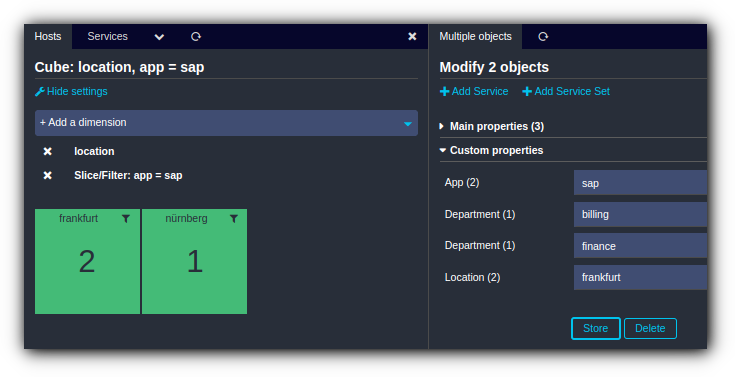 Hosts
Services
Cube: location, app = sap
Hide settings
+ Add a dimension
location
Slice/Filter: app = sap
frankfurt
nürnberg
2
1
Multiple objects
Modify 2 objects
Add Service
Add Service Set
Main properties (3)
Custom properties
App (2)
sap
Department (1)
billing
Department (1)
finance
Location (2)
frankfurt
Store
Delete